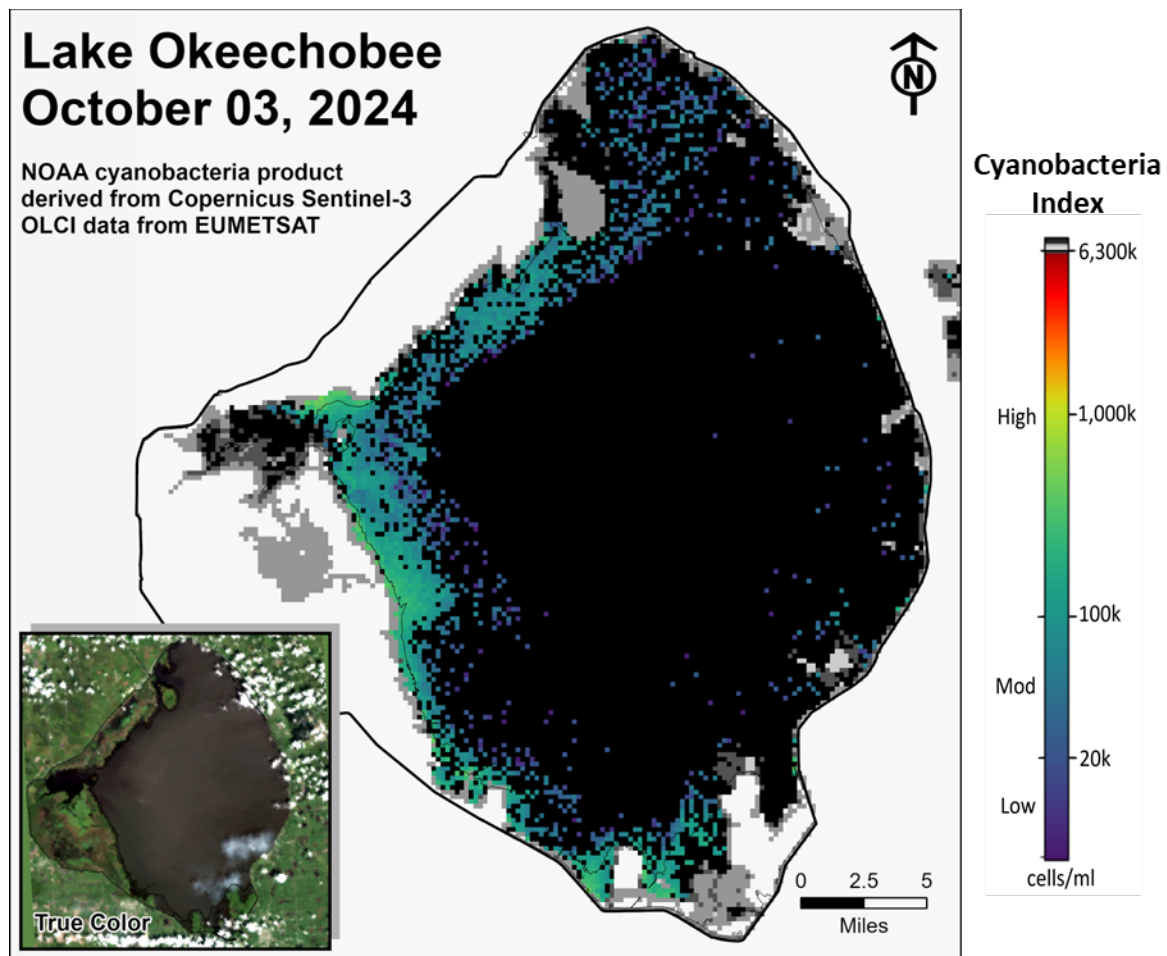 Lake Okeechobee
October 03, 2024
NOAA cyanobacteria product
derived from Copernicus Sentinel-3
OLCI data from EUMETSAT
N
Cyanobacteria
Index
6,300k
High
1,000k
100k
Mod
20k
Low
cells/ml
0 2.5 5
Miles
True Color